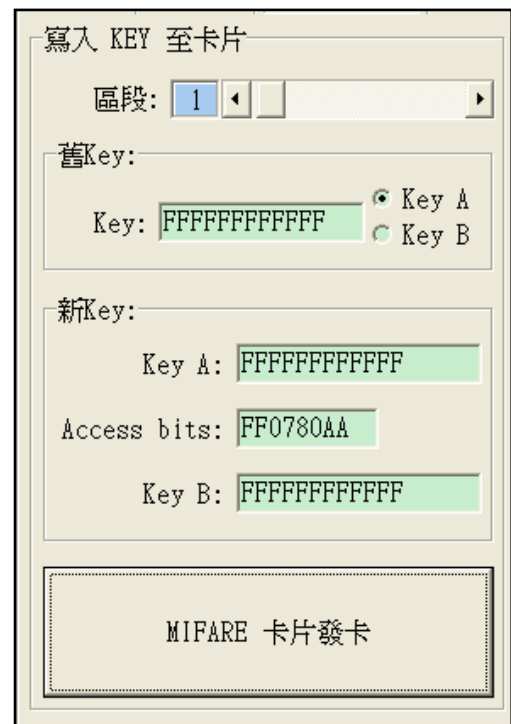 寫入 KEY 至卡片
區段: 1
舊Key:
Key: FFFFFFFFFFFF
Key A
Key B
新Key:
Key A: FFFFFFFFFFFF
Access bits: FF0780AA
Key B: FFFFFFFFFFFF
MIFARE 卡片發卡